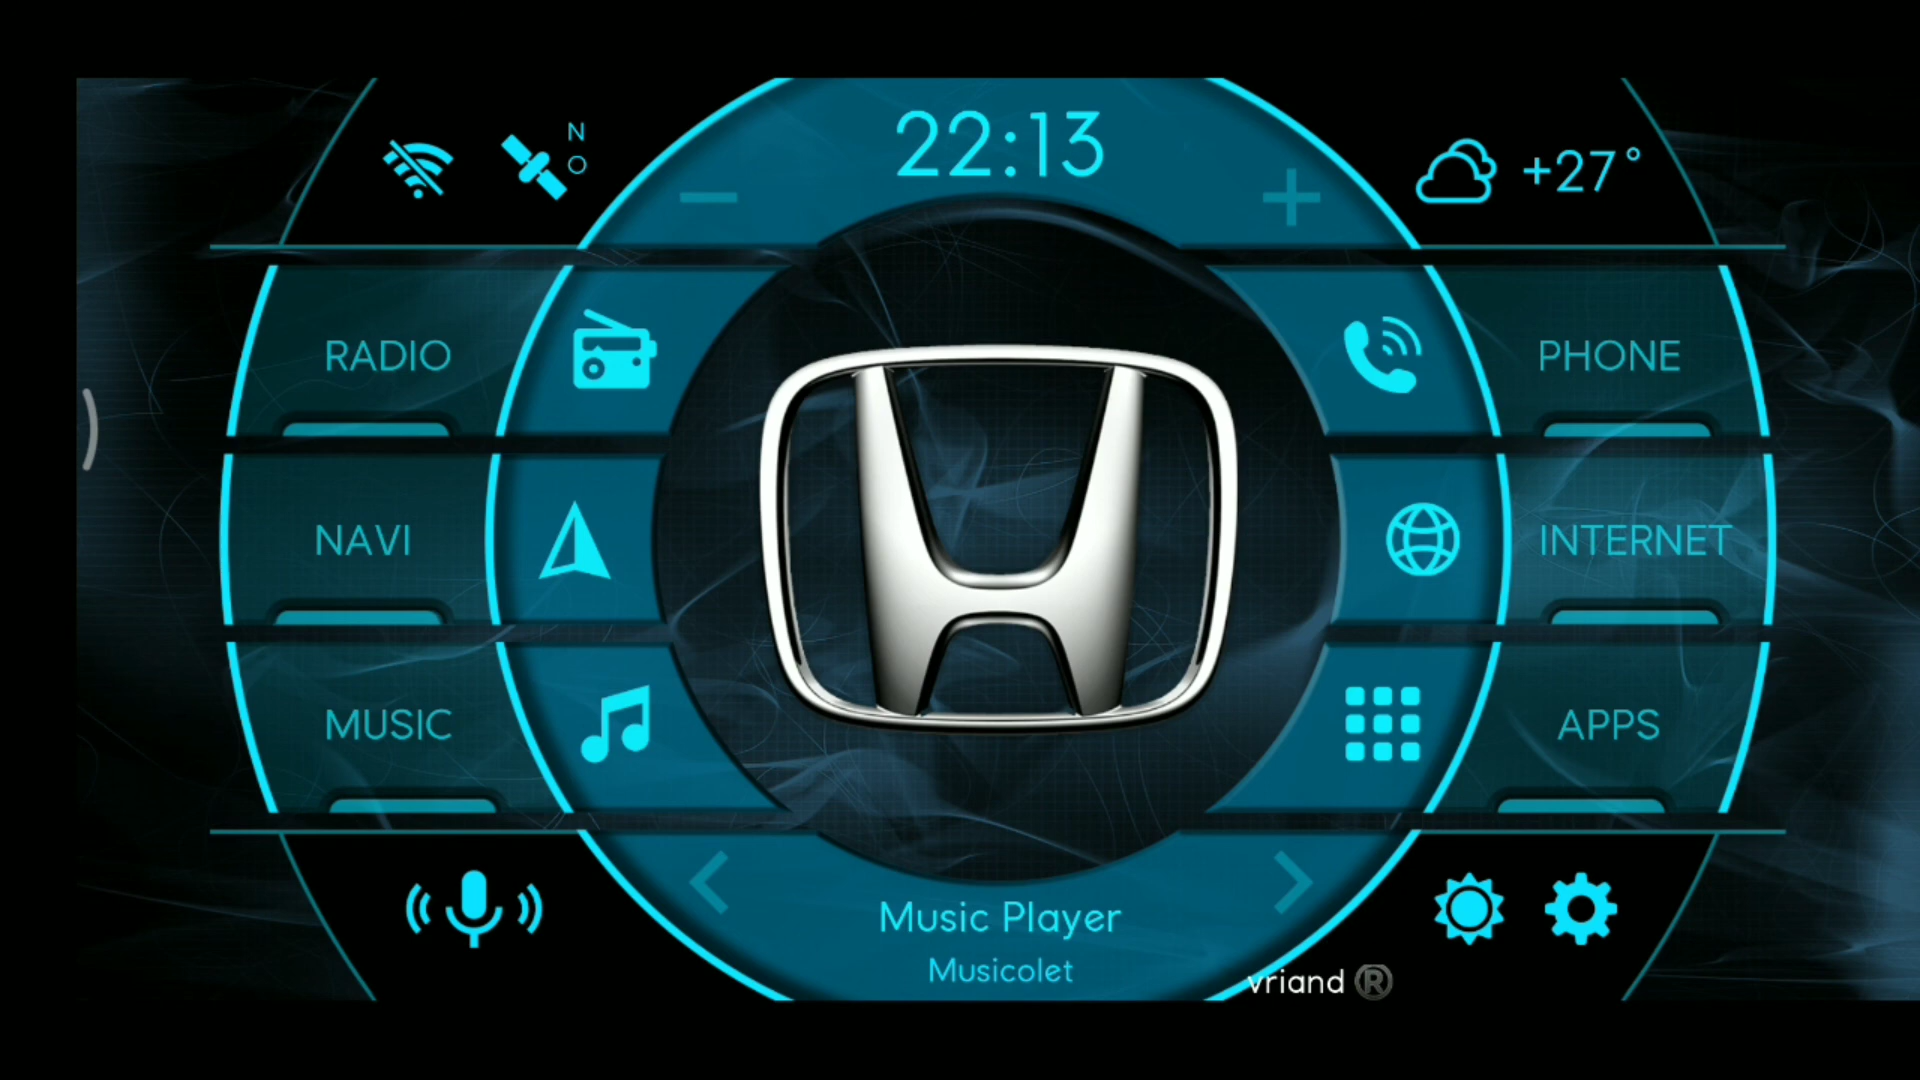 22:13
N
O
+27°
RADIO
PHONE
NAVI
INTERNET
MUSIC
APPS
Music Player
Musicolet
vriand ®